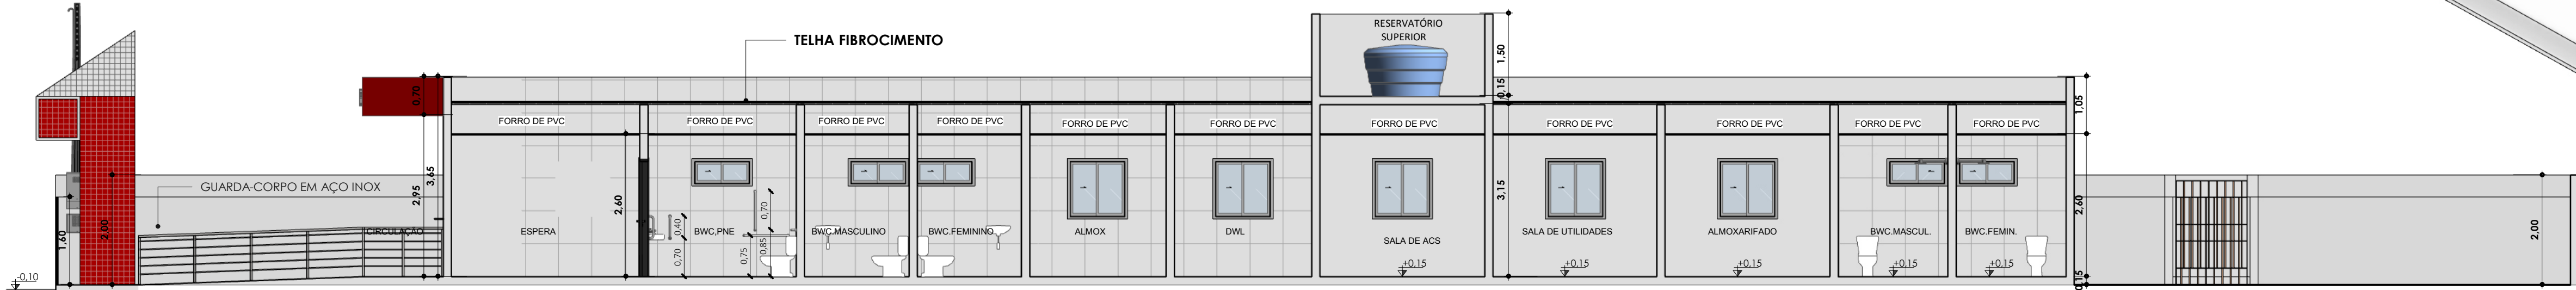 RESERVATÓRIO
SUPERIOR
TELHA FIBROCIMENTO
1,50
0,15
0,70
1,05
FORRO DE PVC
FORRO DE PVC
FORRO DE PVC
FORRO DE PVC
FORRO DE PVC
FORRO DE PVC
FORRO DE PVC
FORRO DE PVC
FORRO DE PVC
FORRO DE PVC
FORRO DE PVC
GUARDA-CORPO EM AÇO INOX
3,65
2,95
2,60
3,15
2,60
1,60
2,00
0,40
0,70
0,70
0,75
0,85
2,00
CIRCULAÇÃO
ESPERA
BWC,PNE
BWC.MASCULINO
BWC.FEMININO
ALMOX
DWL
SALA DE ACS
SALA DE UTILIDADES
ALMOXARIFADO
BWC.MASCUL.
BWC.FEMIN.
+0,15
+0,15
+0,15
+0,15
+0,15
-0,10
0,15